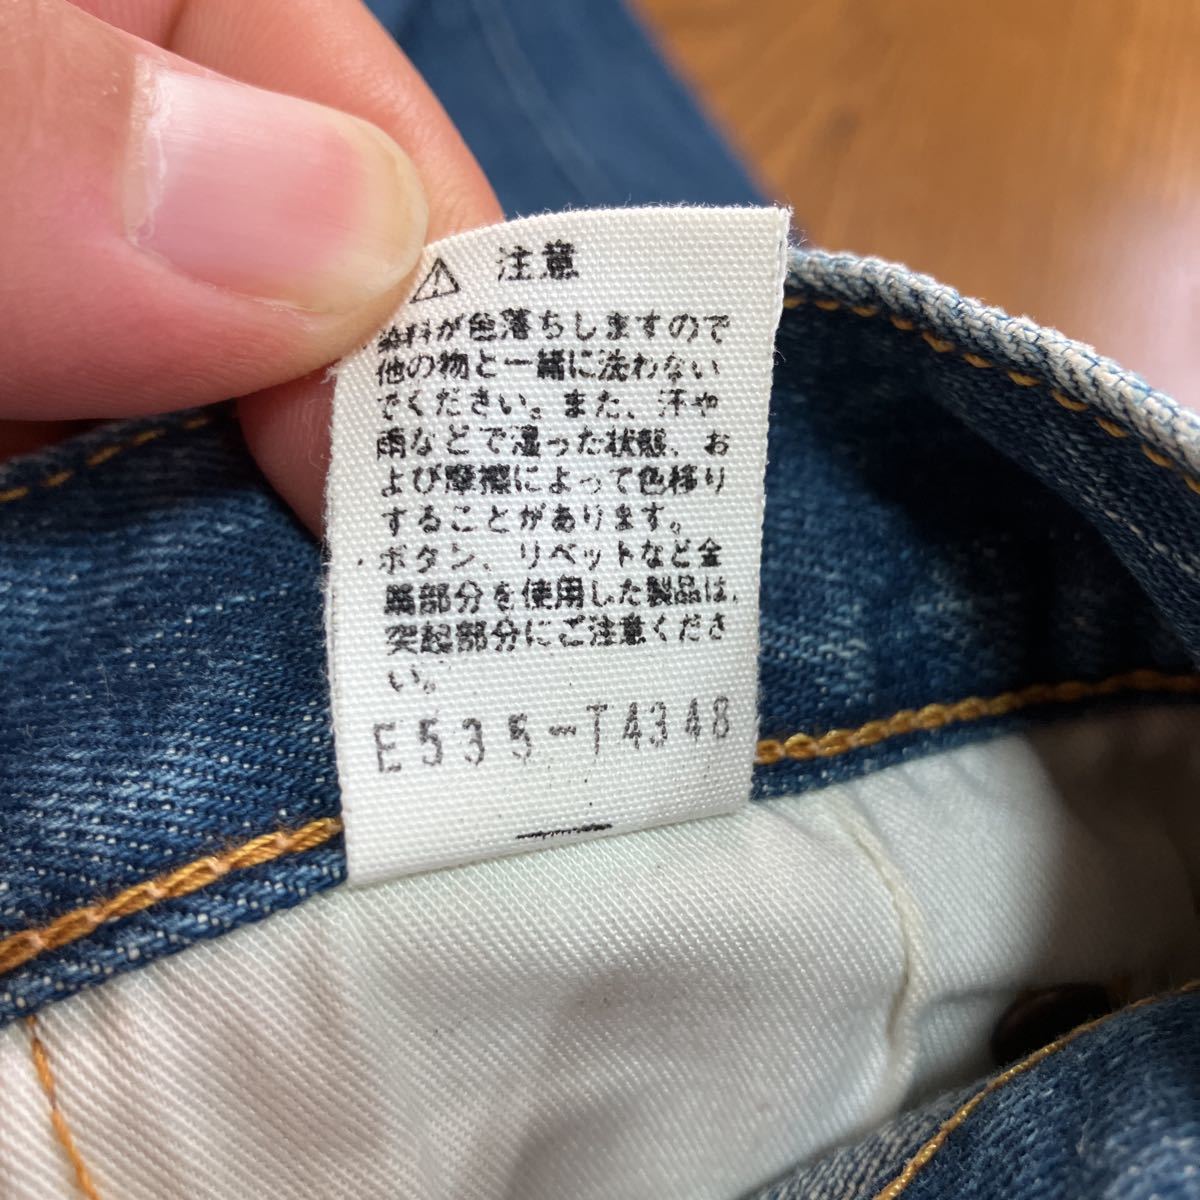 ⚠ 注意
染料が色落ちしますので
他の物と一緒に洗わない
でください。また、汗や
雨などで湿った状態、お
よび摩擦によって色移り
することがあります。
ボタン、リベットなど金
属部分を使用した製品は、
突起部分にご注意くださ
い。
E535-T4348